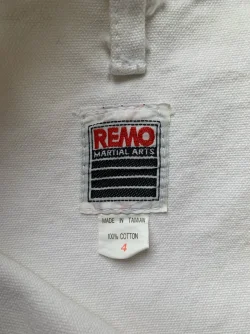 REMO
MARTIAL ARTS
MADE IN TAIWAN
100% COTTON
4